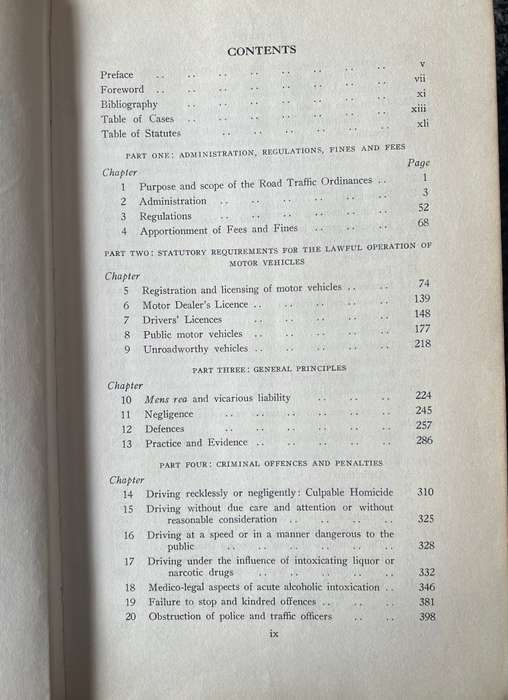 CONTENTS
Preface .. .. .. .. .. .. .. .. v
Foreword .. .. .. .. .. .. .. .. vii
Bibliography .. .. .. .. .. .. .. xi
Table of Cases .. .. .. .. .. .. .. xiii
Table of Statutes .. .. .. .. .. .. xli
PART ONE: ADMINISTRATION, REGULATIONS, FINES AND FEES
Chapter Page
1 Purpose and scope of the Road Traffic Ordinances .. 1
2 Administration .. .. .. .. .. .. 3
3 Regulations .. .. .. .. .. .. 52
4 Apportionment of Fees and Fines .. .. .. 68
PART TWO: STATUTORY REQUIREMENTS FOR THE LAWFUL OPERATION OF
MOTOR VEHICLES
Chapter
5 Registration and licensing of motor vehicles .. .. 74
6 Motor Dealer's Licence .. .. .. .. .. 139
7 Drivers' Licences .. .. .. .. .. 148
8 Public motor vehicles .. .. .. .. .. 177
9 Unroadworthy vehicles .. .. .. .. .. 218
PART THREE: GENERAL PRINCIPLES
Chapter
10 Mens rea and vicarious liability .. .. .. 224
11 Negligence .. .. .. .. .. .. 245
12 Defences .. .. .. .. .. .. 257
13 Practice and Evidence .. .. .. .. .. 286
PART FOUR: CRIMINAL OFFENCES AND PENALTIES
Chapter
14 Driving recklessly or negligently: Culpable Homicide 310
15 Driving without due care and attention or without
reasonable consideration .. .. .. .. 325
16 Driving at a speed or in a manner dangerous to the
public .. .. .. .. .. .. 328
17 Driving under the influence of intoxicating liquor or
narcotic drugs .. .. .. .. .. 332
18 Medico-legal aspects of acute alcoholic intoxication .. 346
19 Failure to stop and kindred offences .. .. .. 381
20 Obstruction of police and traffic officers .. .. 398
ix